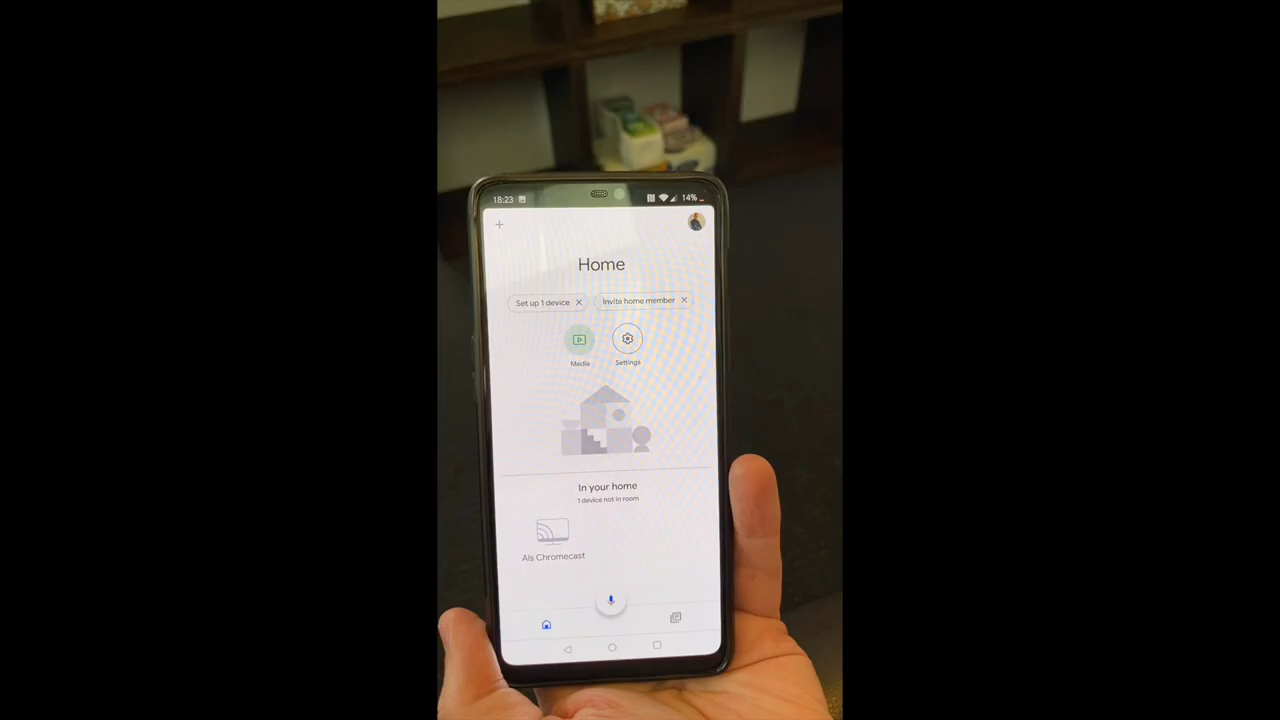 18:23 14%
Home
Set up 1 device Invite home member
Media Settings
In your home
1 device not in room
Als Chromecast